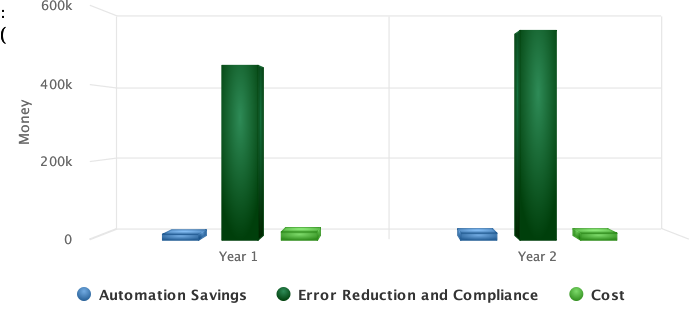 :
(
600k
400k
200k
0
Money
Year 1
Year 2
Automation Savings
Error Reduction and Compliance
Cost